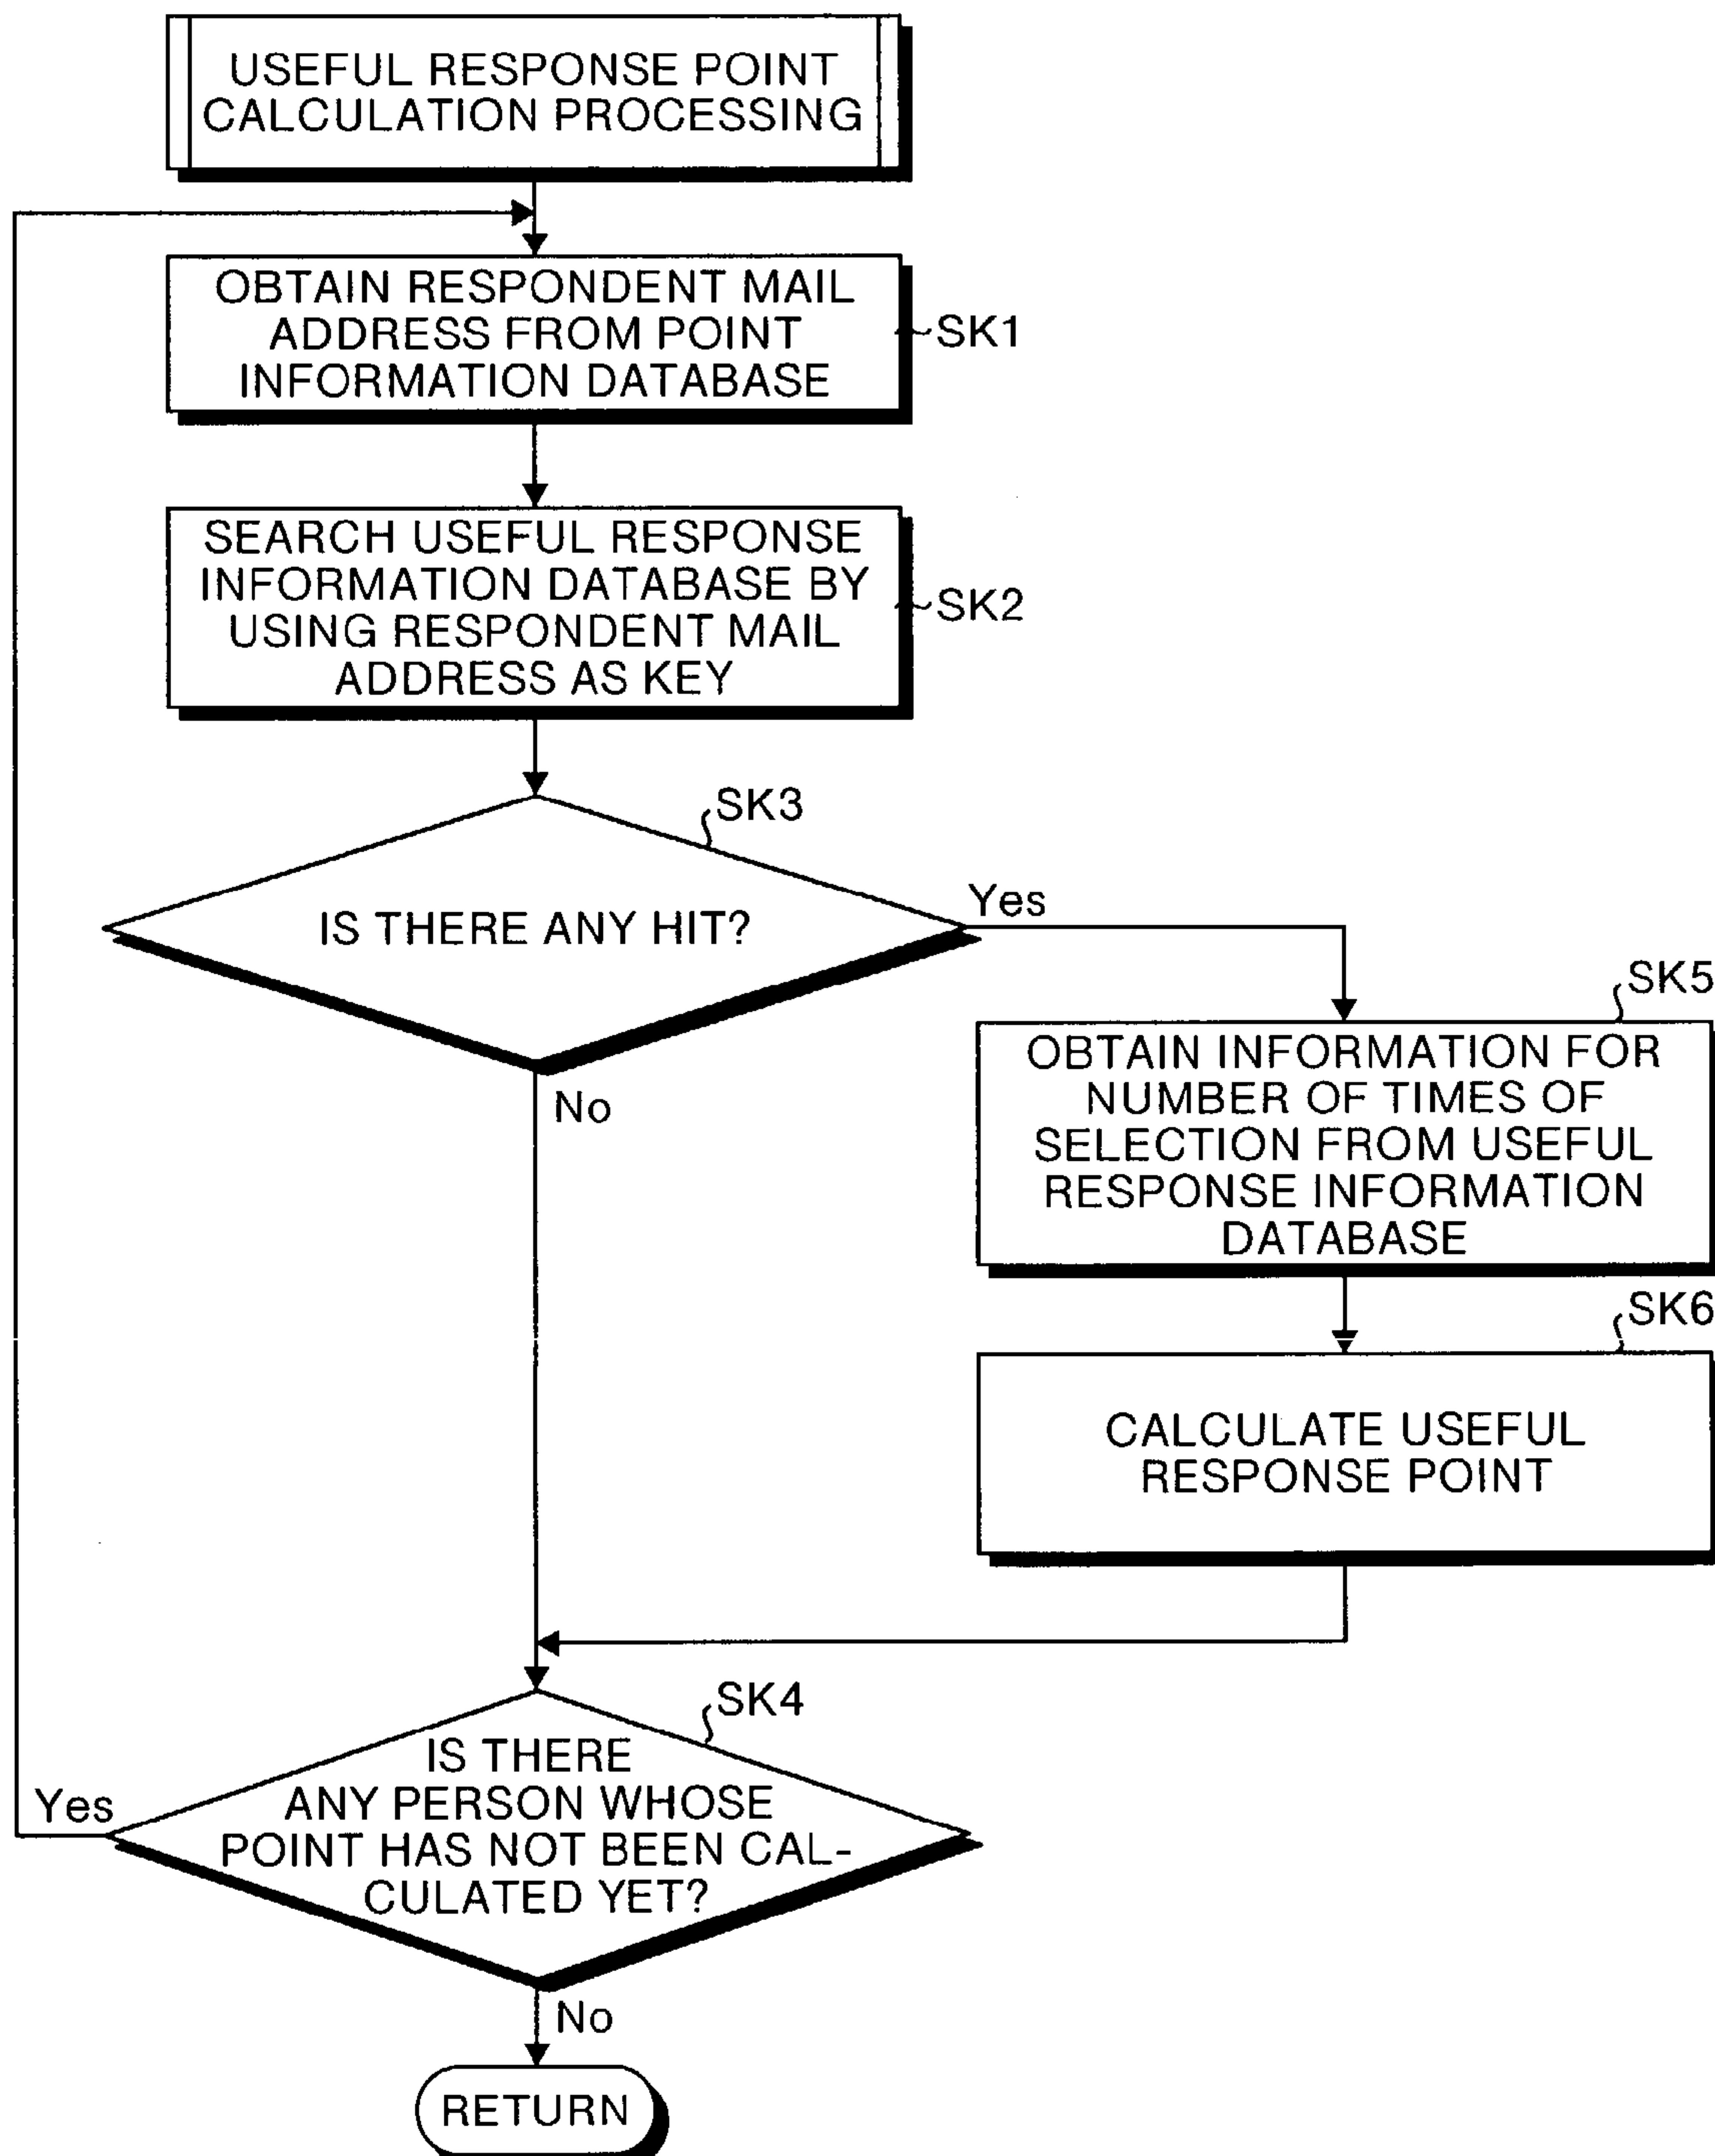 USEFUL RESPONSE POINT
CALCULATION PROCESSING
OBTAIN RESPONDENT MAIL
ADDRESS FROM POINT
INFORMATION DATABASE
SK1
SEARCH USEFUL RESPONSE
INFORMATION DATABASE BY
USING RESPONDENT MAIL
ADDRESS AS KEY
SK2
SK3
IS THERE ANY HIT?
Yes
No
SK5
OBTAIN INFORMATION FOR
NUMBER OF TIMES OF
SELECTION FROM USEFUL
RESPONSE INFORMATION
DATABASE
SK6
CALCULATE USEFUL
RESPONSE POINT
SK4
IS THERE
ANY PERSON WHOSE
POINT HAS NOT BEEN CAL-
CULATED YET?
Yes
No
RETURN